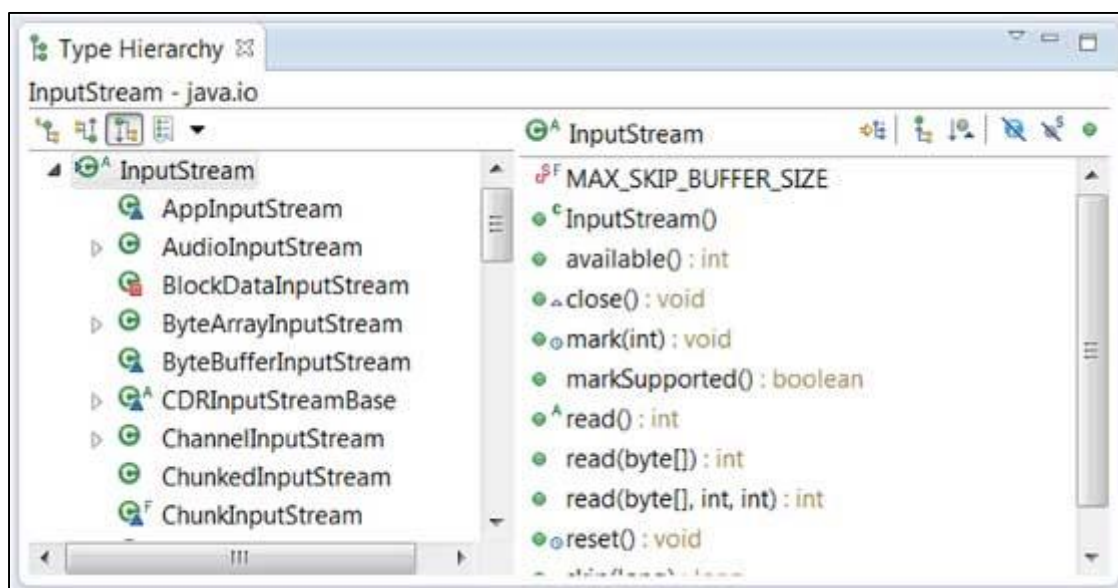 Type Hierarchy
InputStream - java.io
InputStream
AppInputStream
AudioInputStream
BlockDataInputStream
ByteArrayInputStream
ByteBufferInputStream
CDRInputStreamBase
ChannelInputStream
ChunkedInputStream
ChunkInputStream
InputStream
MAX_SKIP_BUFFER_SIZE
InputStream()
available() : int
close() : void
mark(int) : void
markSupported() : boolean
read() : int
read(byte[]) : int
read(byte[], int, int) : int
reset() : void